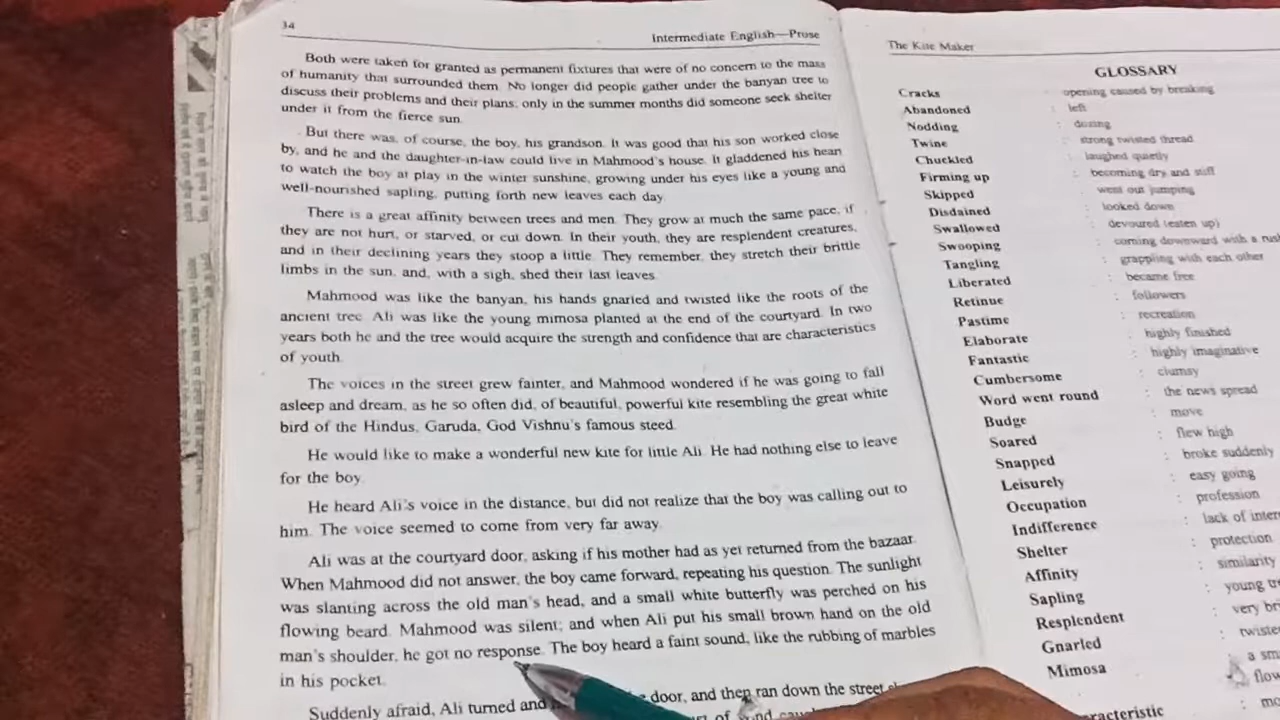 34
Intermediate English—Prose
Both were taken for granted as permanent fixtures that were of no concern to the mass
of humanity that surrounded them. No longer did people gather under the banyan tree to
discuss their problems and their plans; only in the summer months did someone seek shelter
under it from the fierce sun.
But there was, of course, the boy, his grandson. It was good that his son worked close
by, and he and the daughter-in-law could live in Mahmood's house. It gladdened his heart
to watch the boy at play in the winter sunshine, growing under his eyes like a young and
well-nourished sapling, putting forth new leaves each day.
There is a great affinity between trees and men. They grow at much the same pace, if
they are not hurt, or starved, or cut down. In their youth, they are resplendent creatures,
and in their declining years they stoop a little. They remember, they stretch their brittle
limbs in the sun, and, with a sigh, shed their last leaves.
Mahmood was like the banyan, his hands gnarled and twisted like the roots of the
ancient tree. Ali was like the young mimosa planted at the end of the courtyard. In two
years both he and the tree would acquire the strength and confidence that are characteristics
of youth.
The voices in the street grew fainter, and Mahmood wondered if he was going to fall
asleep and dream, as he so often did, of beautiful, powerful kite resembling the great white
bird of the Hindus, Garuda, God Vishnu's famous steed.
He would like to make a wonderful new kite for little Ali. He had nothing else to leave
for the boy.
He heard Ali's voice in the distance, but did not realize that the boy was calling out to
him. The voice seemed to come from very far away.
Ali was at the courtyard door, asking if his mother had as yet returned from the bazaar.
When Mahmood did not answer, the boy came forward, repeating his question. The sunlight
was slanting across the old man's head, and a small white butterfly was perched on his
flowing beard. Mahmood was silent; and when Ali put his small brown hand on the old
man's shoulder, he got no response. The boy heard a faint sound, like the rubbing of marbles
in his pocket.
Suddenly afraid, Ali turned and door, and then ran down the street
The Kite Maker
GLOSSARY
Cracks : opening caused by breaking
Abandoned : left
Nodding : dozing
Twine : strong twisted thread
Chuckled : laughed quietly
Firming up : becoming dry and stiff
Skipped : went out jumping
Disdained : looked down
Swallowed : devoured (eaten up)
Swooping : coming downward with a
Tangling : grappling with each other
Liberated : became free
Retinue : followers
Pastime : recreation
Elaborate : highly finished
Fantastic : highly imaginative
Cumbersome : clumsy
Word went round : the news spread
Budge : move
Soared : flew high
Snapped : broke suddenly
Leisurely : easy going
Occupation : profession
Indifference : lack of
Shelter : protection
Affinity : similarity
Sapling : young
Resplendent : very
Gnarled
Mimosa : a